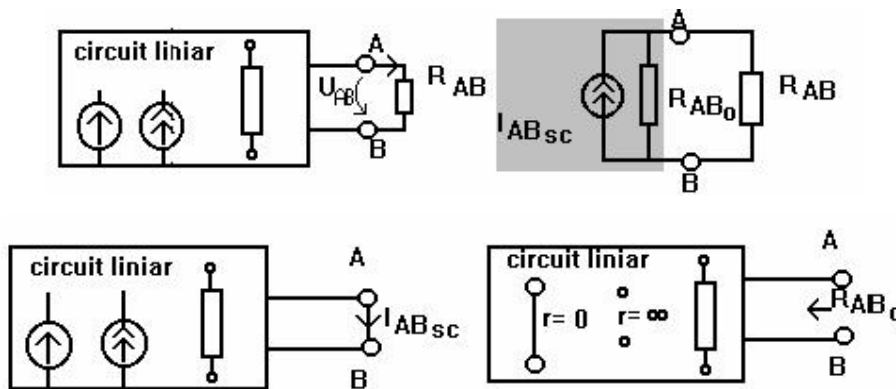 circuit liniar
A
U_AB
R_AB
B
A
I_ABsc
R_AB₀
R_AB
B
circuit liniar
A
I_ABsc
B
circuit liniar
r= 0
r= ∞
A
R_AB₀
B